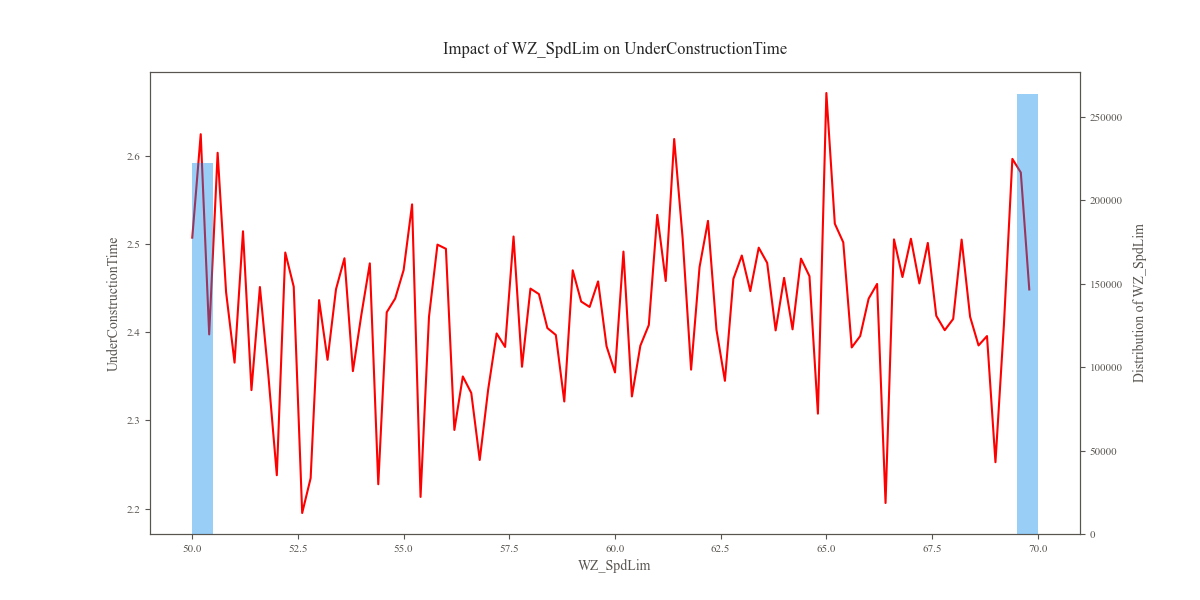 Impact of WZ_SpdLim on UnderConstructionTime
UnderConstructionTime
2.6
2.5
2.4
2.3
2.2
250000
200000
150000
100000
50000
0
Distribution of WZ_SpdLim
50.0 52.5 55.0 57.5 60.0 62.5 65.0 67.5 70.0
WZ_SpdLim